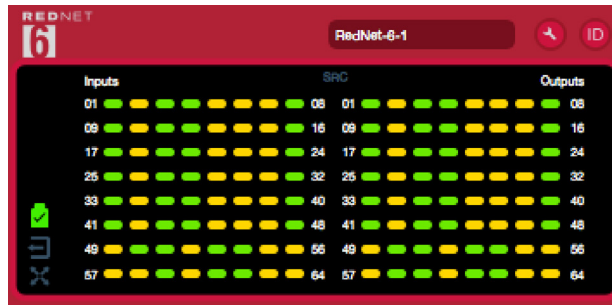 REDNET
6
RedNet-6-1
ID
Inputs SRC Outputs
01 08 01 08
09 16 09 16
17 24 17 24
25 32 25 32
33 40 33 40
41 48 41 48
49 56 49 56
57 64 57 64